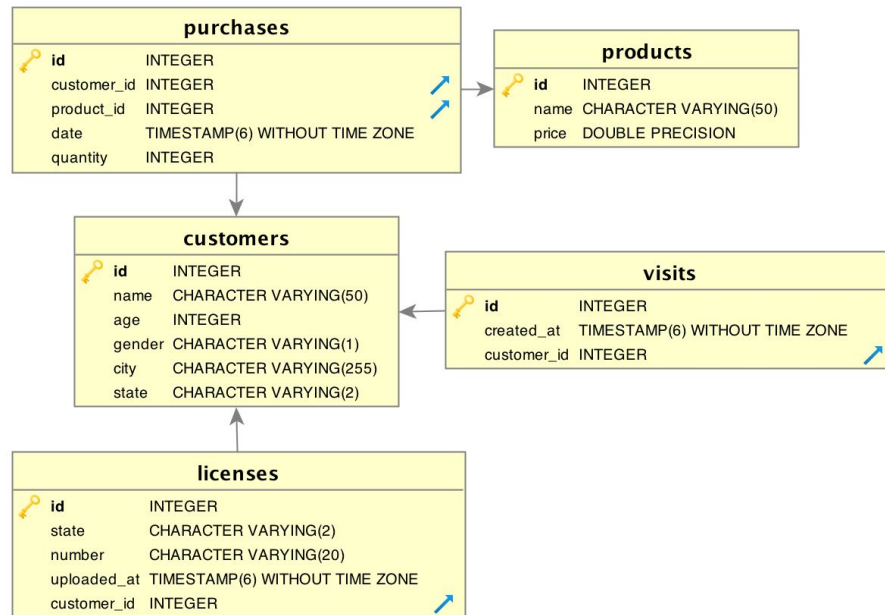 purchases
id INTEGER
customer_id INTEGER
product_id INTEGER
date TIMESTAMP(6) WITHOUT TIME ZONE
quantity INTEGER
products
id INTEGER
name CHARACTER VARYING(50)
price DOUBLE PRECISION
customers
id INTEGER
name CHARACTER VARYING(50)
age INTEGER
gender CHARACTER VARYING(1)
city CHARACTER VARYING(255)
state CHARACTER VARYING(2)
visits
id INTEGER
created_at TIMESTAMP(6) WITHOUT TIME ZONE
customer_id INTEGER
licenses
id INTEGER
state CHARACTER VARYING(2)
number CHARACTER VARYING(20)
uploaded_at TIMESTAMP(6) WITHOUT TIME ZONE
customer_id INTEGER